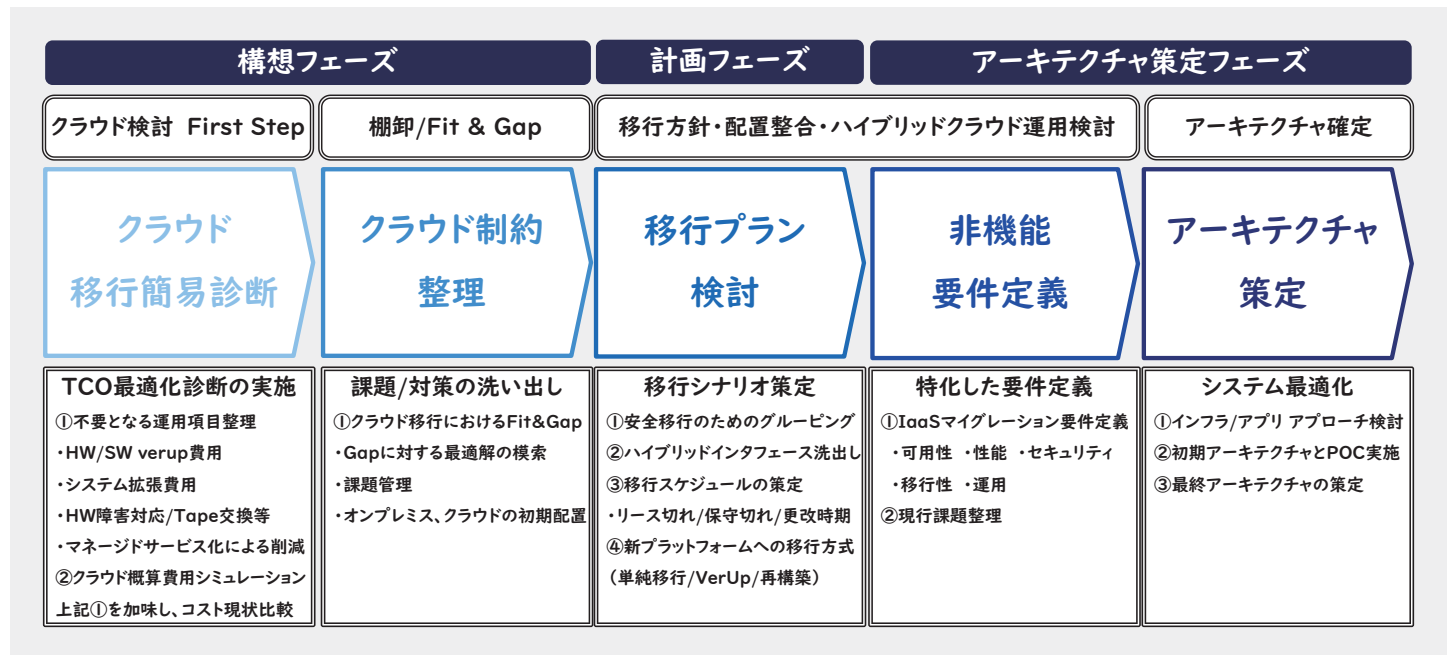 構想フェーズ
計画フェーズ
アーキテクチャ策定フェーズ
クラウド検討 First Step
棚卸/Fit & Gap
移行方針・配置整合・ハイブリッドクラウド運用検討
アーキテクチャ確定
クラウド
移行簡易診断
クラウド制約
整理
移行プラン
検討
非機能
要件定義
アーキテクチャ
策定
TCO最適化診断の実施
①不要となる運用項目整理
・HW/SW verup費用
・システム拡張費用
・HW障害対応/Tape交換等
・マネージドサービス化による削減
②クラウド概算費用シミュレーション
上記①を加味し、コスト現状比較
課題/対策の洗い出し
①クラウド移行におけるFit&Gap
・Gapに対する最適解の模索
・課題管理
・オンプレミス、クラウドの初期配置
移行シナリオ策定
①安全移行のためのグルーピング
②ハイブリッドインタフェース洗出し
③移行スケジュールの策定
・リース切れ/保守切れ/更改時期
④新プラットフォームへの移行方式
(単純移行/VerUp/再構築)
特化した要件定義
①IaaSマイグレーション要件定義
・可用性 ・性能 ・セキュリティ
・移行性 ・運用
②現行課題整理
システム最適化
①インフラ/アプリ アプローチ検討
②初期アーキテクチャとPOC実施
③最終アーキテクチャの策定